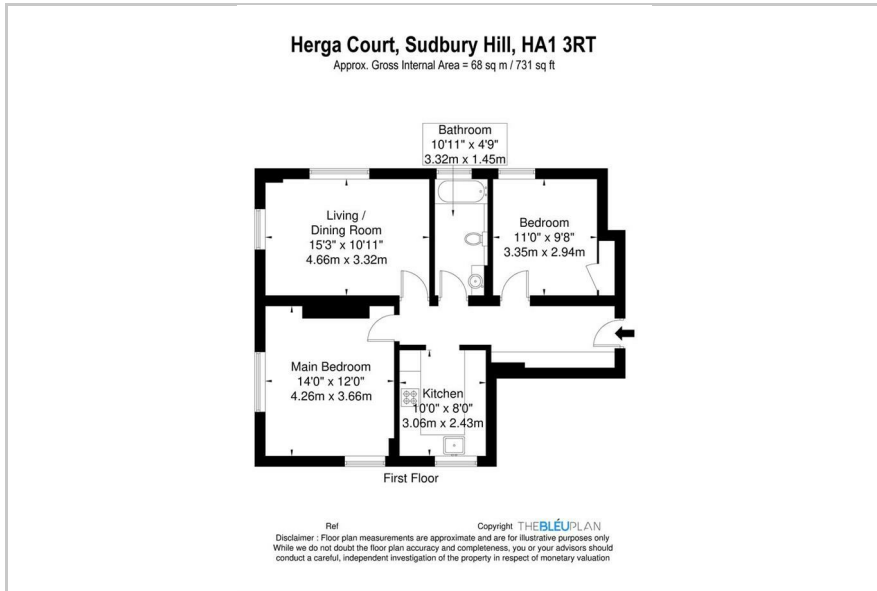 Herga Court, Sudbury Hill, HA1 3RT
Approx. Gross Internal Area = 68 sq m / 731 sq ft
Bathroom
10'11" x 4'9"
3.32m x 1.45m
Living /
Dining Room
15'3" x 10'11"
4.66m x 3.32m
Bedroom
11'0" x 9'8"
3.35m x 2.94m
Main Bedroom
14'0" x 12'0"
4.26m x 3.66m
Kitchen
10'0" x 8'0"
3.06m x 2.43m
First Floor
Ref
Copyright THEBLÉUPLAN
Disclaimer : Floor plan measurements are approximate and are for illustrative purposes only
While we do not doubt the floor plan accuracy and completeness, you or your advisors should
conduct a careful, independent investigation of the property in respect of monetary valuation